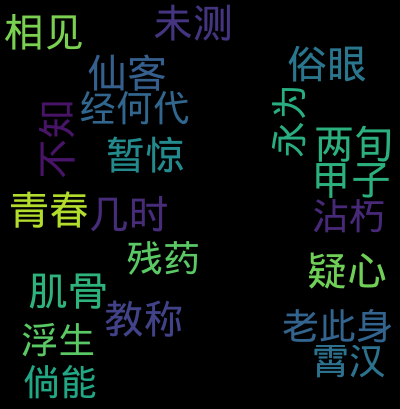 相见
未测
仙客
俗眼
经何代
永为
不知
暂惊
两旬
甲子
青春
几时
沾朽
残药
疑心
肌骨
教称
浮生
老此身
霄汉
倘能